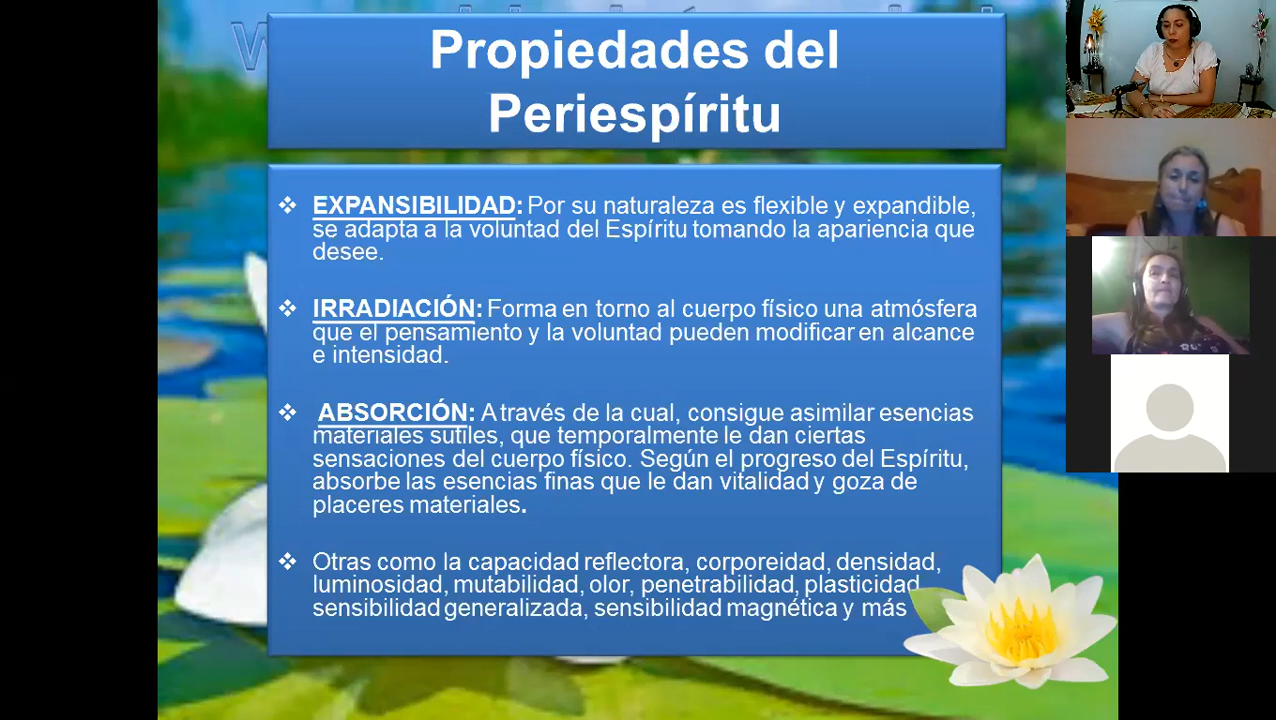 Propiedades del
Periespíritu
❖ EXPANSIBILIDAD: Por su naturaleza es flexible y expandible,
se adapta a la voluntad del Espíritu tomando la apariencia que
desee.
❖ IRRADIACIÓN: Forma en torno al cuerpo físico una atmósfera
que el pensamiento y la voluntad pueden modificar en alcance
e intensidad.
❖ ABSORCIÓN: A través de la cual, consigue asimilar esencias
materiales sutiles, que temporalmente le dan ciertas
sensaciones del cuerpo físico. Según el progreso del Espíritu,
absorbe las esencias finas que le dan vitalidad y goza de
placeres materiales.
❖ Otras como la capacidad reflectora, corporeidad, densidad,
luminosidad, mutabilidad, olor, penetrabilidad, plasticidad
sensibilidad generalizada, sensibilidad magnética y más